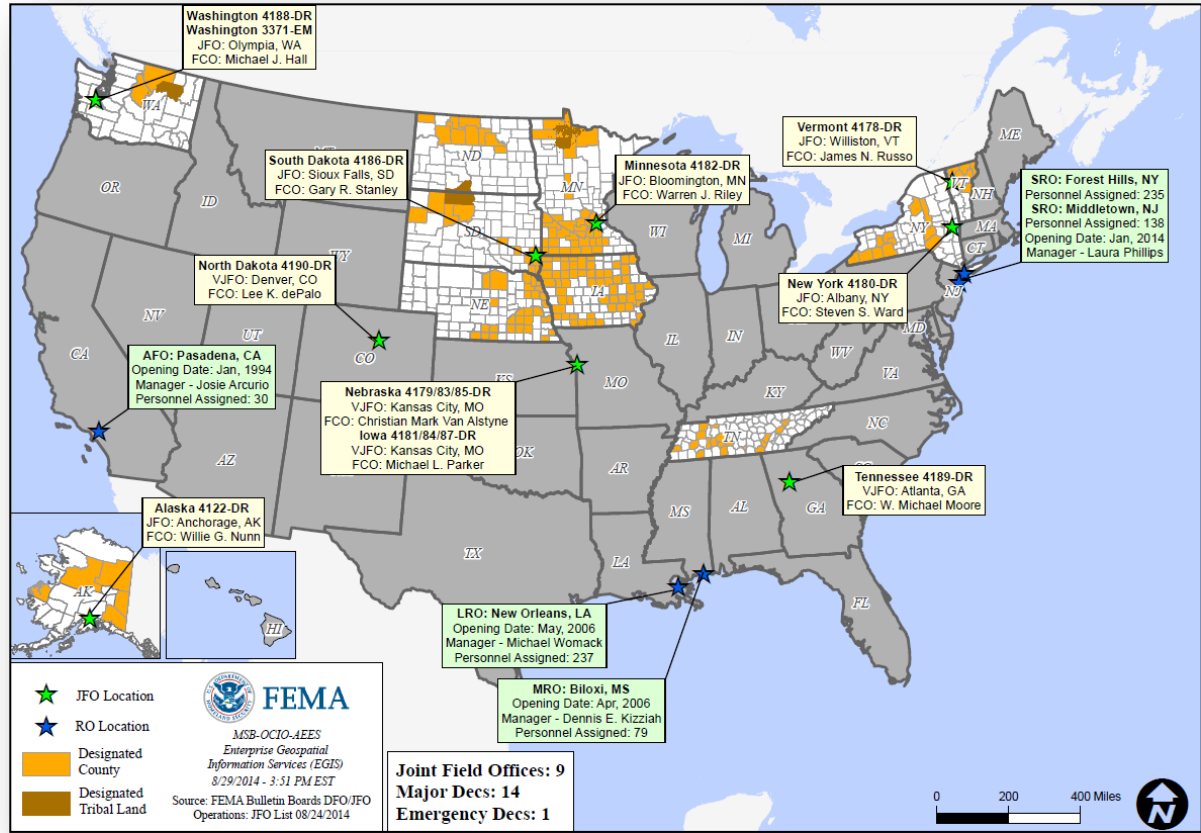 Washington 4188-DR
Washington 3371-EM
JFO: Olympia, WA
FCO: Michael J. Hall
South Dakota 4186-DR
JFO: Sioux Falls, SD
FCO: Gary R. Stanley
Minnesota 4182-DR
JFO: Bloomington, MN
FCO: Warren J. Riley
Vermont 4178-DR
JFO: Williston, VT
FCO: James N. Russo
SRO: Forest Hills, NY
Personnel Assigned: 235
SRO: Middletown, NJ
Personnel Assigned: 138
Opening Date: Jan, 2014
Manager - Laura Phillips
North Dakota 4190-DR
VJFO: Denver, CO
FCO: Lee K. dePalo
New York 4180-DR
JFO: Albany, NY
FCO: Steven S. Ward
AFO: Pasadena, CA
Opening Date: Jan, 1994
Manager - Josie Arcurio
Personnel Assigned: 30
Nebraska 4179/83/85-DR
VJFO: Kansas City, MO
FCO: Christian Mark Van Alstyne
Iowa 4181/84/87-DR
VJFO: Kansas City, MO
FCO: Michael L. Parker
Tennessee 4189-DR
VJFO: Atlanta, GA
FCO: W. Michael Moore
Alaska 4122-DR
JFO: Anchorage, AK
FCO: Willie G. Nunn
LRO: New Orleans, LA
Opening Date: May, 2006
Manager - Michael Womack
Personnel Assigned: 237
MRO: Biloxi, MS
Opening Date: Apr, 2006
Manager - Dennis E. Kizziah
Personnel Assigned: 79
WA
OR
ID
ND
MN
SD
WI
MI
VT
ME
NH
NY
MA
CT
NJ
NE
IA
NV
UT
CO
CA
IL
IN
MD
WV
VA
KY
MO
OK
AZ
AR
TN
NC
MS
AL
GA
TX
LA
FL
AK
HI
JFO Location
RO Location
Designated
County
Designated
Tribal Land
FEMA
MSB-OCIO-AEES
Enterprise Geospatial
Information Services (EGIS)
8/29/2014 - 3:51 PM EST
Source: FEMA Bulletin Boards DFO/JFO
Operations: JFO List 08/24/2014
Joint Field Offices: 9
Major Decs: 14
Emergency Decs: 1
0 200 400 Miles